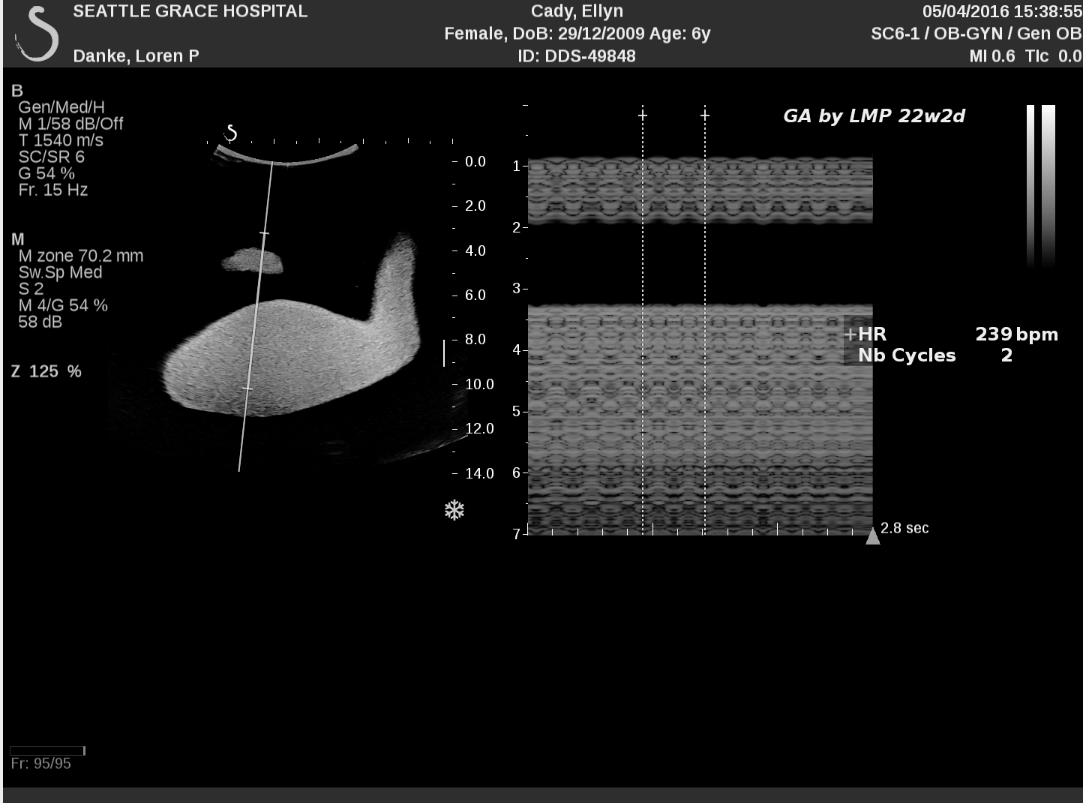 SEATTLE GRACE HOSPITAL
Danke, Loren P
Cady, Ellyn
Female, DoB: 29/12/2009 Age: 6y
ID: DDS-49848
05/04/2016 15:38:55
SC6-1 / OB-GYN / Gen OB
MI 0.6 TIc 0.0
B
Gen/Med/H
M 1/58 dB/Off
T 1540 m/s
SC/SR 6
G 54 %
Fr. 15 Hz
M
M zone 70.2 mm
Sw.Sp Med
S 2
M 4/G 54 %
58 dB
Z 125 %
0.0
2.0
4.0
6.0
8.0
10.0
12.0
14.0
GA by LMP 22w2d
1
2
3
4
5
6
7
+HR 239 bpm
Nb Cycles 2
2.8 sec
Fr: 95/95